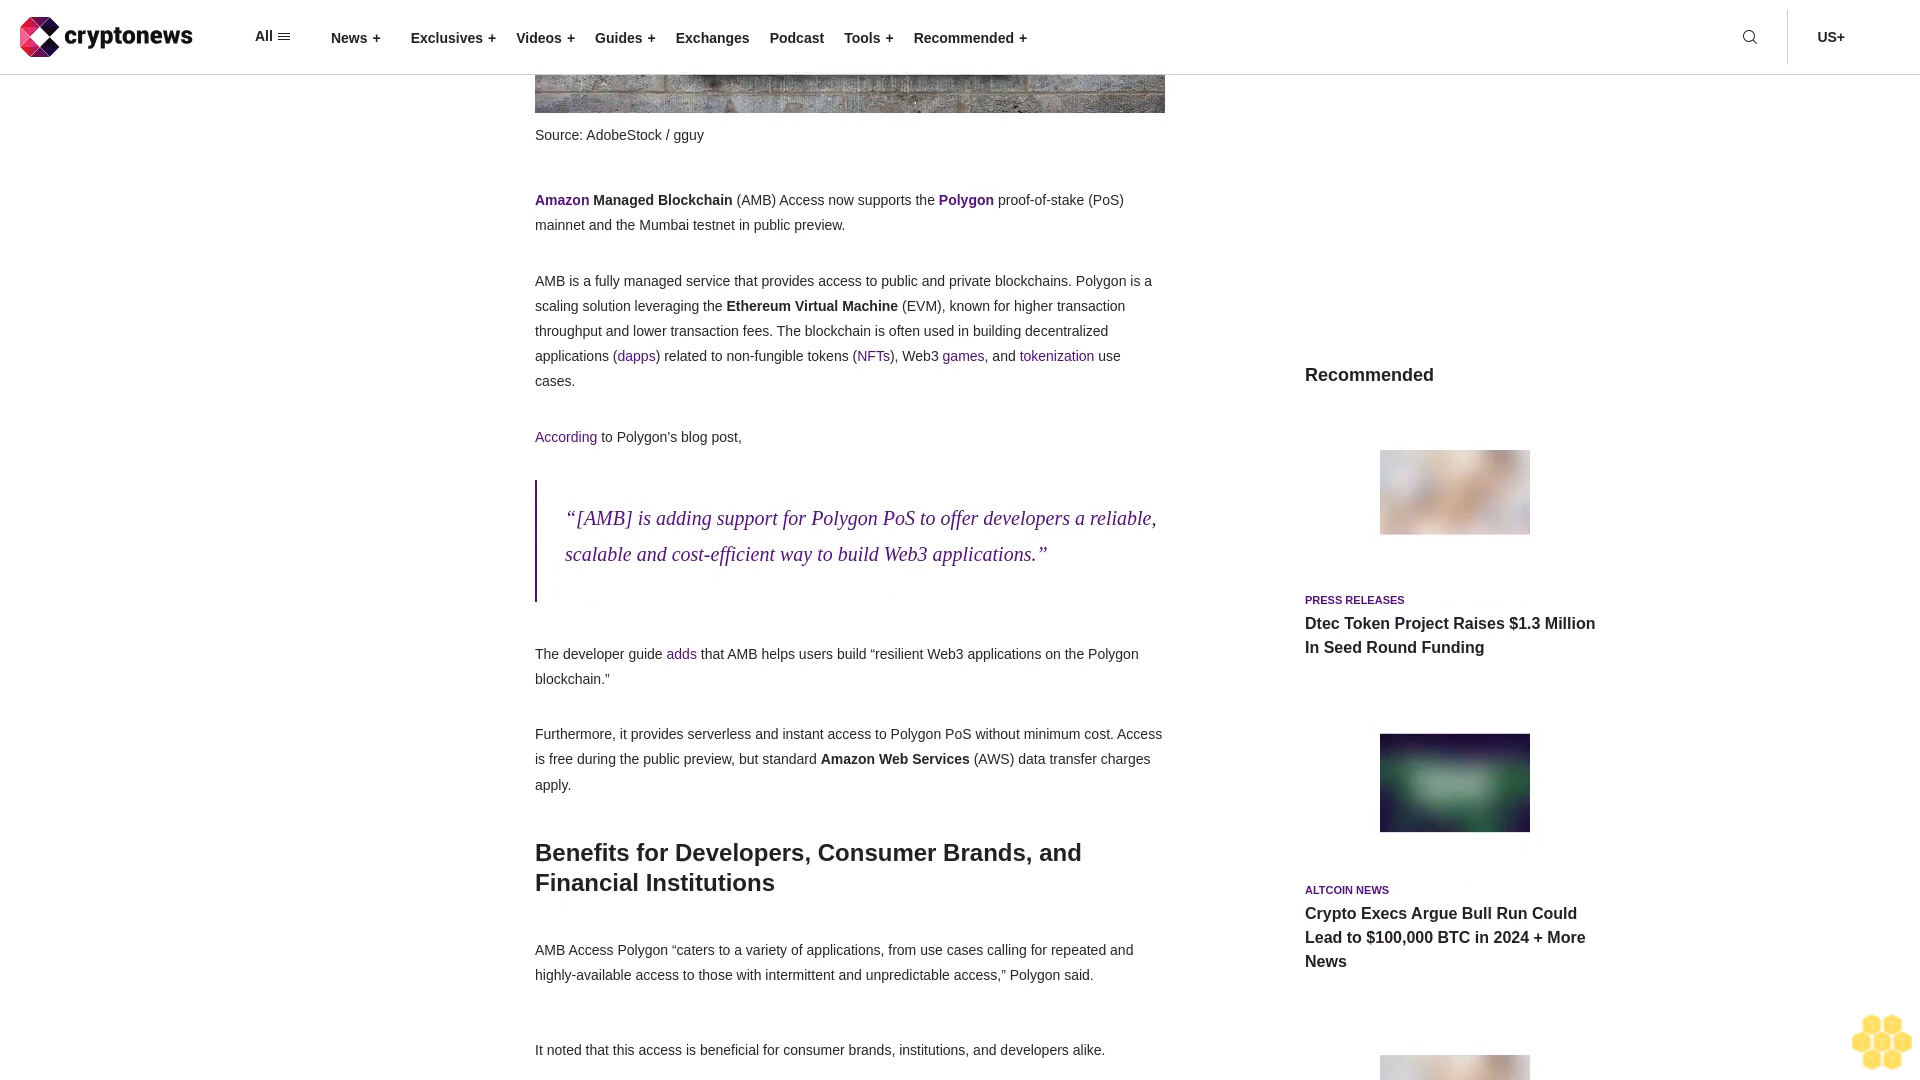 cryptonews
All
News +
Exclusives +
Videos +
Guides +
Exchanges
Podcast
Tools +
Recommended +
US+
Source: AdobeStock / gguy
Amazon Managed Blockchain (AMB) Access now supports the Polygon proof-of-stake (PoS)
mainnet and the Mumbai testnet in public preview.
AMB is a fully managed service that provides access to public and private blockchains. Polygon is a
scaling solution leveraging the Ethereum Virtual Machine (EVM), known for higher transaction
throughput and lower transaction fees. The blockchain is often used in building decentralized
applications (dapps) related to non-fungible tokens (NFTs), Web3 games, and tokenization use
cases.
According to Polygon’s blog post,
“[AMB] is adding support for Polygon PoS to offer developers a reliable,
scalable and cost-efficient way to build Web3 applications.”
The developer guide adds that AMB helps users build “resilient Web3 applications on the Polygon
blockchain.”
Furthermore, it provides serverless and instant access to Polygon PoS without minimum cost. Access
is free during the public preview, but standard Amazon Web Services (AWS) data transfer charges
apply.
Benefits for Developers, Consumer Brands, and
Financial Institutions
AMB Access Polygon “caters to a variety of applications, from use cases calling for repeated and
highly-available access to those with intermittent and unpredictable access,” Polygon said.
It noted that this access is beneficial for consumer brands, institutions, and developers alike.
Recommended
PRESS RELEASES
Dtec Token Project Raises $1.3 Million
In Seed Round Funding
ALTCOIN NEWS
Crypto Execs Argue Bull Run Could
Lead to $100,000 BTC in 2024 + More
News